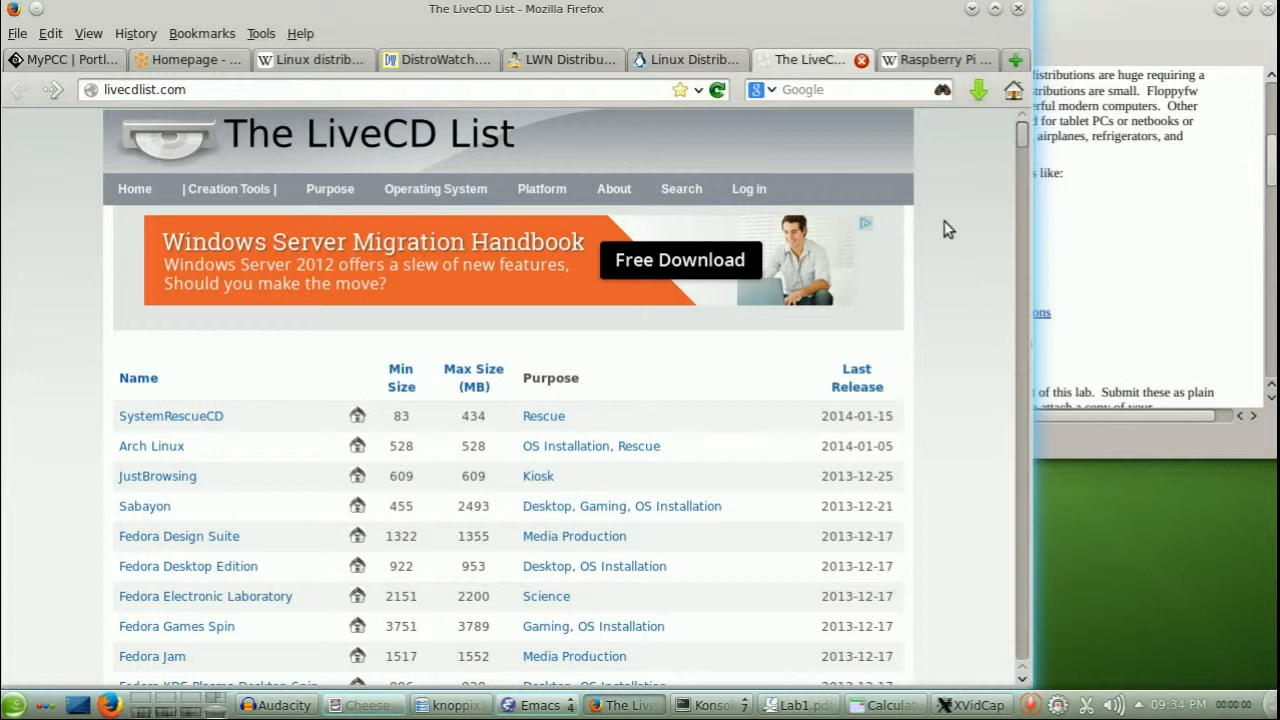 The LiveCD List - Mozilla Firefox
File Edit View History Bookmarks Tools Help
MyPCC | Portl... Homepage - ... Linux distrib... DistroWatch.... LWN Distribu... Linux Distrib... The LiveC... Raspberry Pi ...
livecdlist.com Google
The LiveCD List
Home | Creation Tools | Purpose Operating System Platform About Search Log in
Windows Server Migration Handbook
Windows Server 2012 offers a slew of new features,
Should you make the move?
Free Download
Name Min Size Max Size (MB) Purpose Last Release
SystemRescueCD 83 434 Rescue 2014-01-15
Arch Linux 528 528 OS Installation, Rescue 2014-01-05
JustBrowsing 609 609 Kiosk 2013-12-25
Sabayon 455 2493 Desktop, Gaming, OS Installation 2013-12-21
Fedora Design Suite 1322 1355 Media Production 2013-12-17
Fedora Desktop Edition 922 953 Desktop, OS Installation 2013-12-17
Fedora Electronic Laboratory 2151 2200 Science 2013-12-17
Fedora Games Spin 3751 3789 Gaming, OS Installation 2013-12-17
Fedora Jam 1517 1552 Media Production 2013-12-17
istributions are huge requiring a
stributions are small. Floppyfw
rful modern computers. Other
d for tablet PCs or netbooks or
airplanes, refrigerators, and
like:
ons
t of this lab. Submit these as plain
Audacity Cheese knoppix Emacs 4 The Live Konsol 7 Lab1.pd Calculat XVidCap 09:34 PM 00:00:00